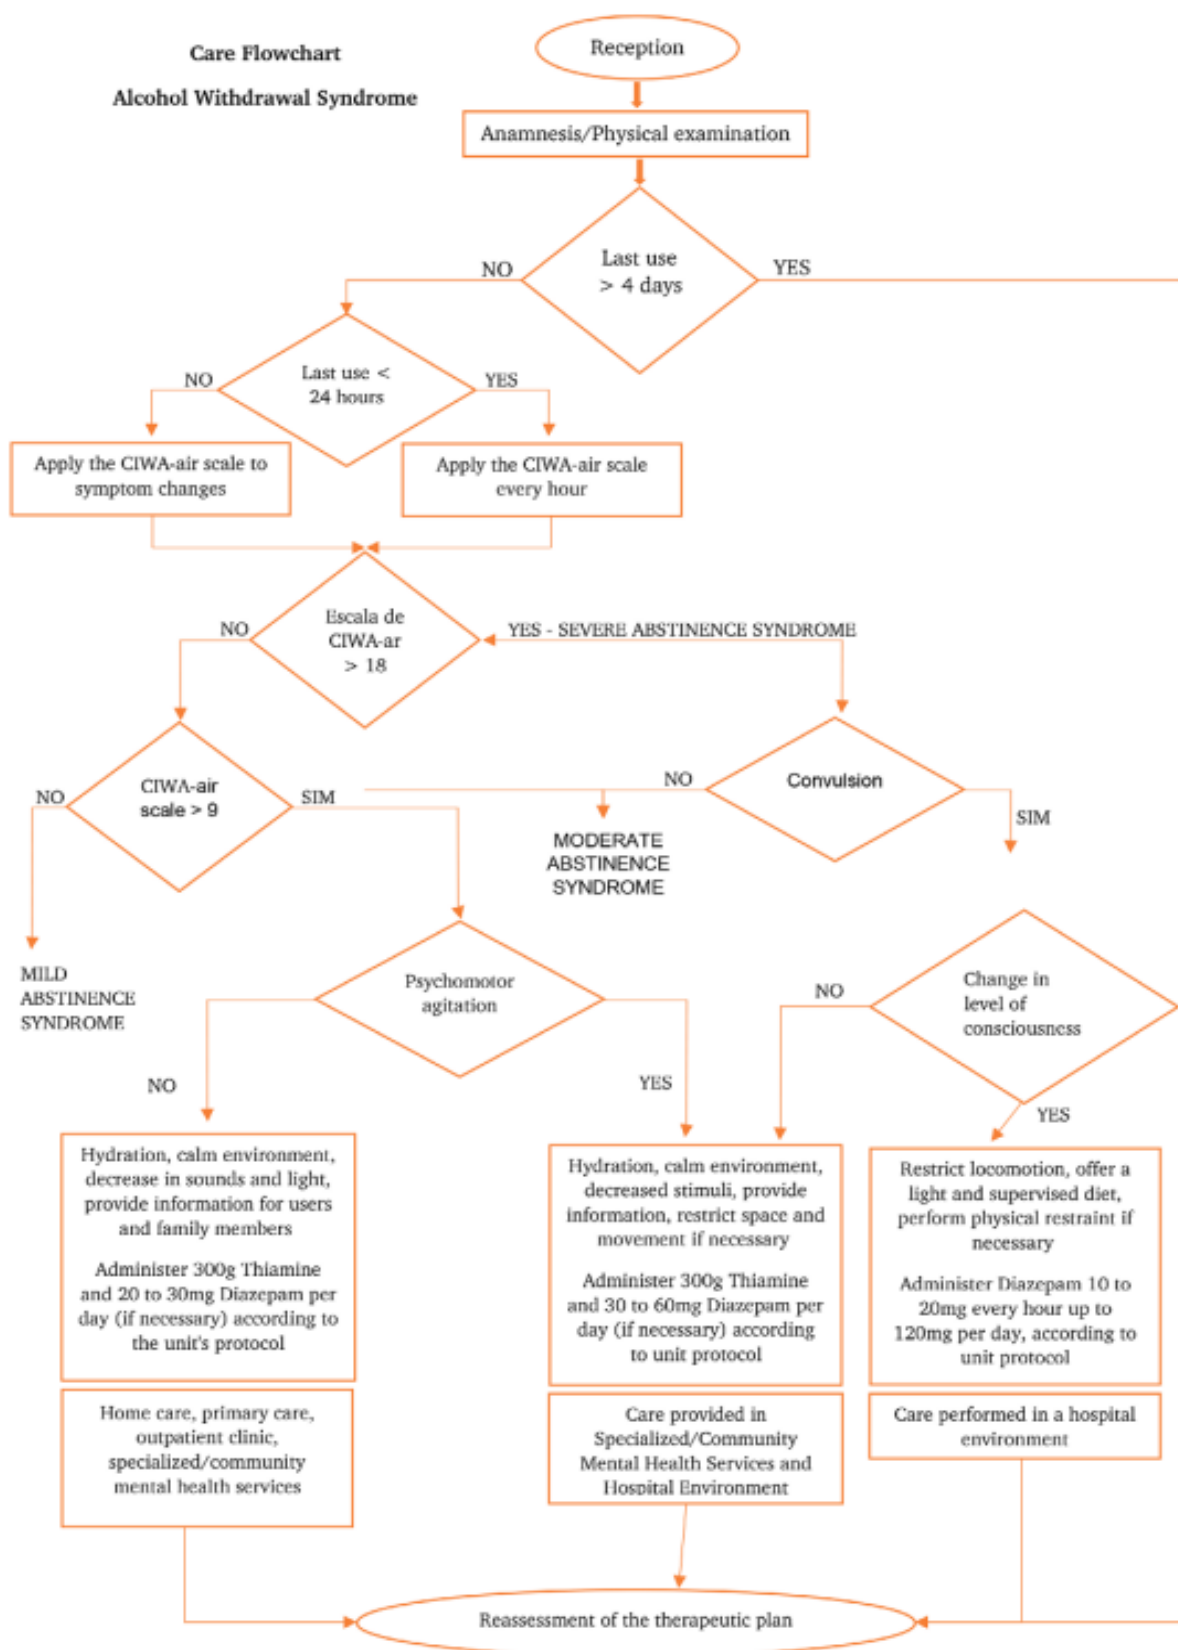 Care Flowchart
Alcohol Withdrawal Syndrome
Reception
Anamnesis/Physical examination
Last use
> 4 days
NO
YES
Last use <
24 hours
NO
YES
Apply the CIWA-air scale to
symptom changes
Apply the CIWA-air scale
every hour
Escala de
CIWA-ar
> 18
NO
YES - SEVERE ABSTINENCE SYNDROME
CIWA-air
scale > 9
NO
SIM
Convulsion
NO
SIM
MODERATE
ABSTINENCE
SYNDROME
MILD
ABSTINENCE
SYNDROME
Psychomotor
agitation
NO
YES
Change in
level of
consciousness
NO
YES
Hydration, calm environment,
decrease in sounds and light,
provide information for users
and family members
Administer 300g Thiamine
and 20 to 30mg Diazepam per
day (if necessary) according to
the unit's protocol
Hydration, calm environment,
decreased stimuli, provide
information, restrict space and
movement if necessary
Administer 300g Thiamine
and 30 to 60mg Diazepam per
day (if necessary) according
to unit protocol
Restrict locomotion, offer a
light and supervised diet,
perform physical restraint if
necessary
Administer Diazepam 10 to
20mg every hour up to
120mg per day, according to
unit protocol
Home care, primary care,
outpatient clinic,
specialized/community
mental health services
Care provided in
Specialized/Community
Mental Health Services and
Hospital Environment
Care performed in a hospital
environment
Reassessment of the therapeutic plan